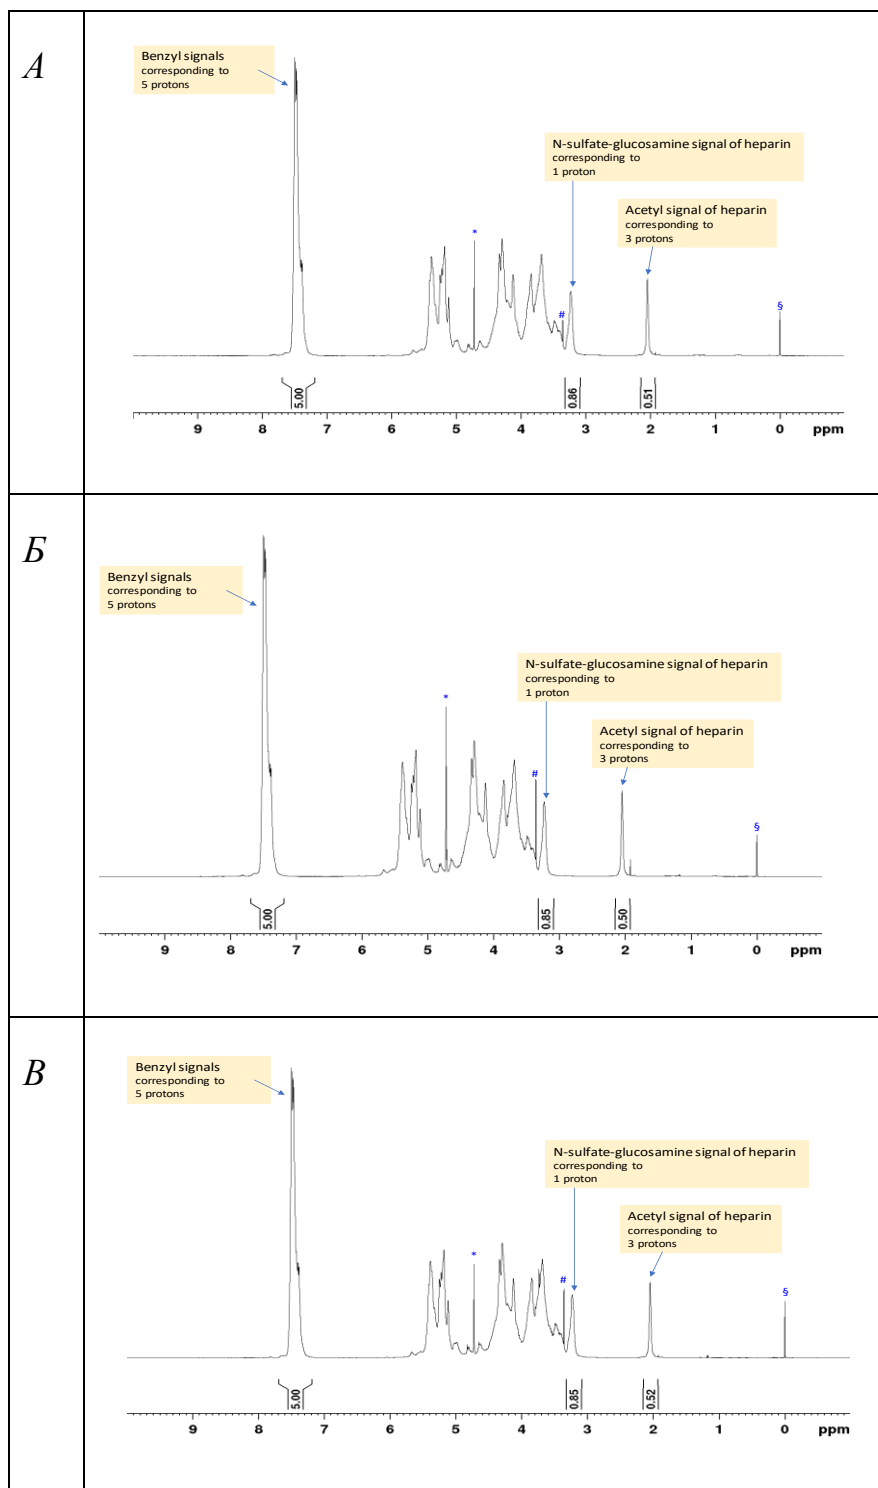 А
Benzyl signals
corresponding to
5 protons
N-sulfate-glucosamine signal of heparin
corresponding to
1 proton
Acetyl signal of heparin
corresponding to
3 protons
*
#
§
5.00
0.86
0.51
9 8 7 6 5 4 3 2 1 0 ppm
Б
Benzyl signals
corresponding to
5 protons
N-sulfate-glucosamine signal of heparin
corresponding to
1 proton
*
Acetyl signal of heparin
corresponding to
3 protons
#
§
5.00
0.85
0.50
9 8 7 6 5 4 3 2 1 0 ppm
В
Benzyl signals
corresponding to
5 protons
N-sulfate-glucosamine signal of heparin
corresponding to
1 proton
Acetyl signal of heparin
corresponding to
3 protons
*
#
§
5.00
0.85
0.52
9 8 7 6 5 4 3 2 1 0 ppm